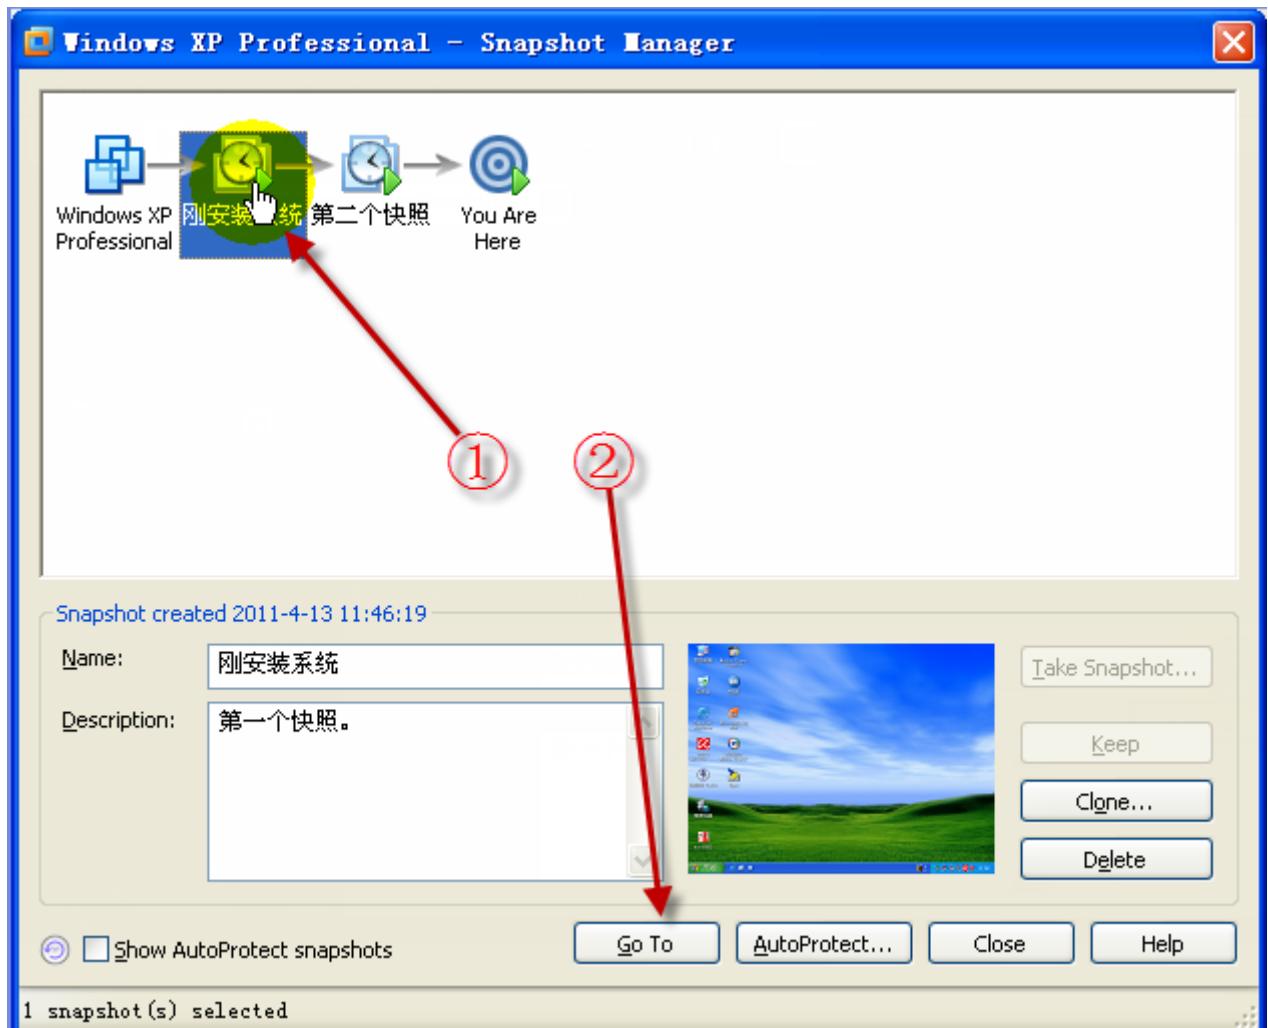 Windows XP Professional - Snapshot Manager
Windows XP
Professional
刚安装系统
第二个快照
You Are
Here
①
②
Snapshot created 2011-4-13 11:46:19
Name:
刚安装系统
Take Snapshot...
Description:
第一个快照。
Keep
Clone...
Delete
Show AutoProtect snapshots
Go To
AutoProtect...
Close
Help
1 snapshot(s) selected